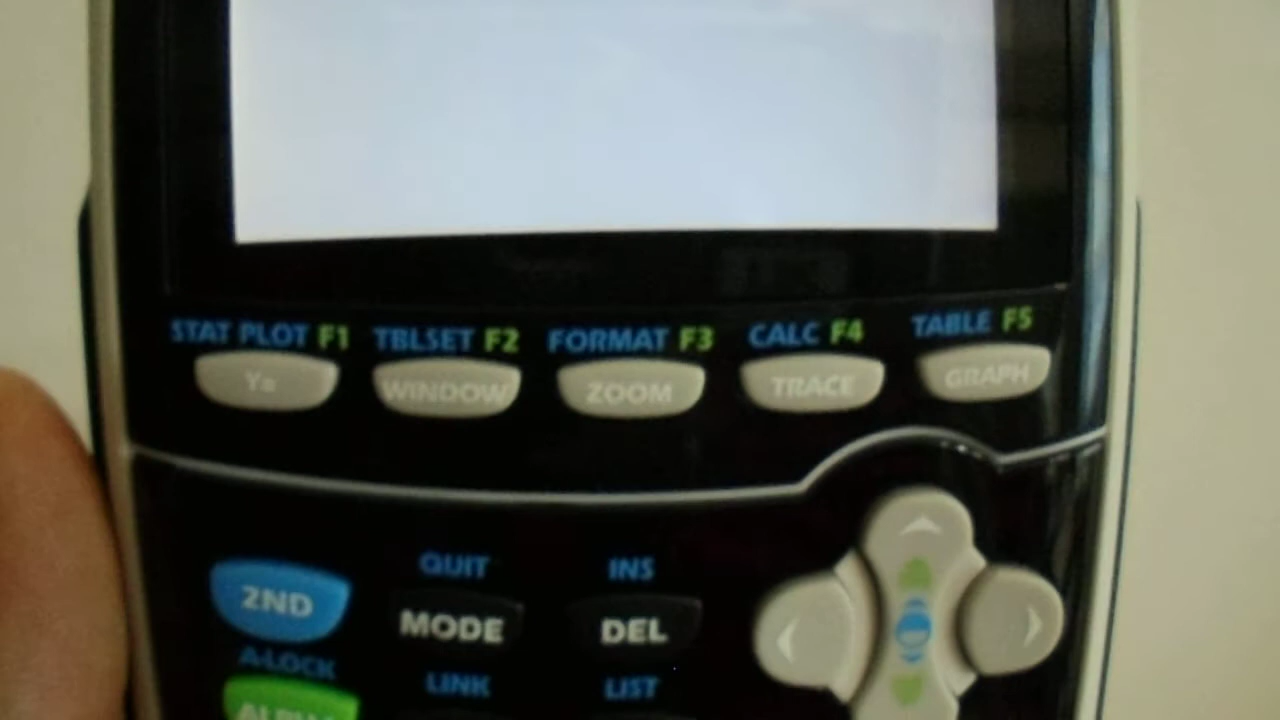 STAT PLOT F1 TBLSET F2 FORMAT F3 CALC F4 TABLE F5
Y= WINDOW ZOOM TRACE GRAPH
QUIT INS
2ND MODE DEL
A-LOCK LINK LIST
ALPHA